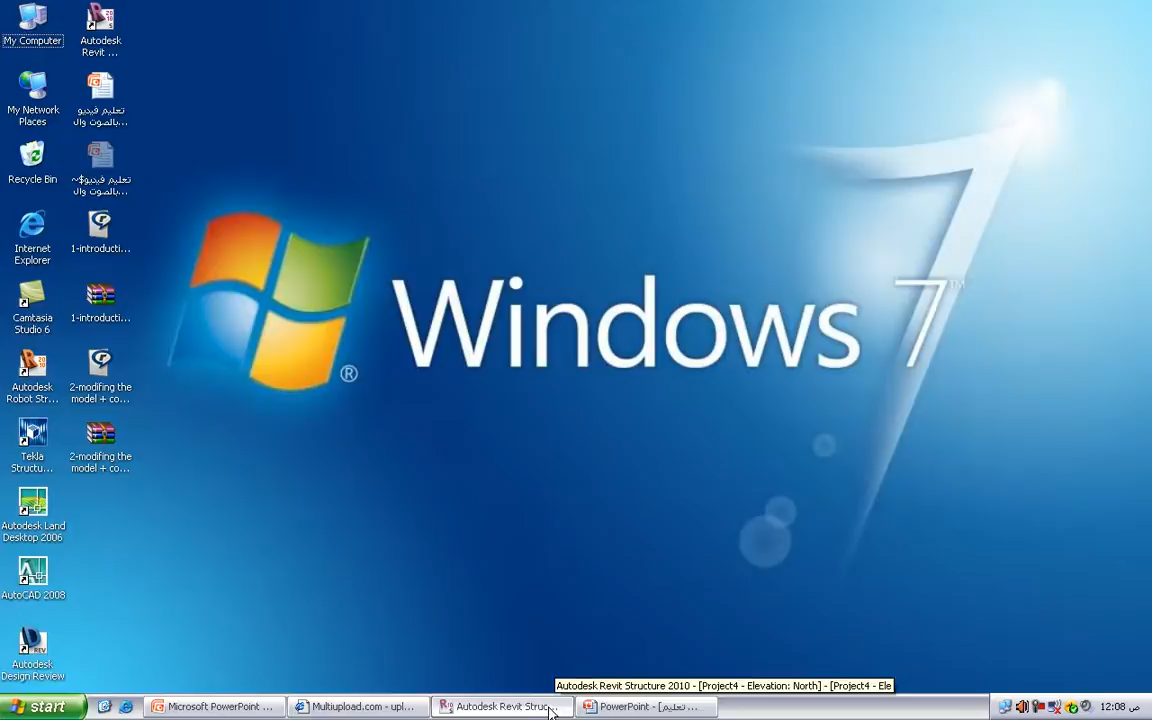 My Computer
Autodesk
Revit ...
My Network
Places
تعليم فيديو
بالصوت وال...
Recycle Bin
~$تعليم فيديو
بالصوت وال...
Internet
Explorer
1-introducti...
Camtasia
Studio 6
1-introducti...
Autodesk
Robot Str...
2-modifing the
model + co...
Tekla
Structu...
2-modifing the
model + co...
Autodesk Land
Desktop 2006
AutoCAD 2008
Autodesk
Design Review
Windows 7™
®
Autodesk Revit Structure 2010 - [Project4 - Elevation: North] - [Project4 - Ele
start
Microsoft PowerPoint ...
Multiupload.com - upl...
Autodesk Revit Struc...
PowerPoint - [تعليم ...
12:08 ص